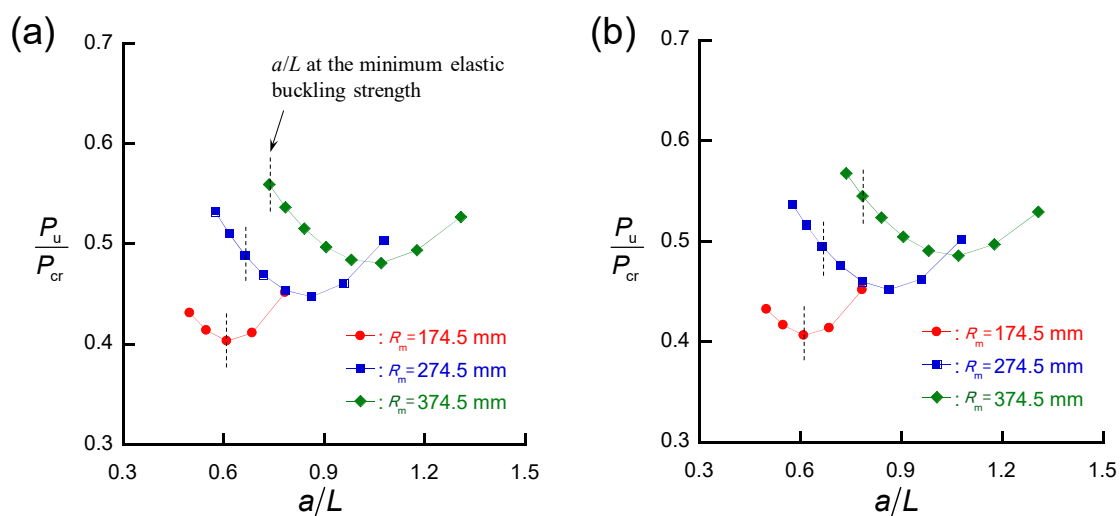 (a)
0.7
0.6
0.5
0.4
0.3
P_u
P_cr
a/L at the minimum elastic
buckling strength
: R_m=174.5 mm
: R_m=274.5 mm
: R_m=374.5 mm
0.3 0.6 0.9 1.2 1.5
a/L
(b)
0.7
0.6
0.5
0.4
0.3
P_u
P_cr
: R_m=174.5 mm
: R_m=274.5 mm
: R_m=374.5 mm
0.3 0.6 0.9 1.2 1.5
a/L